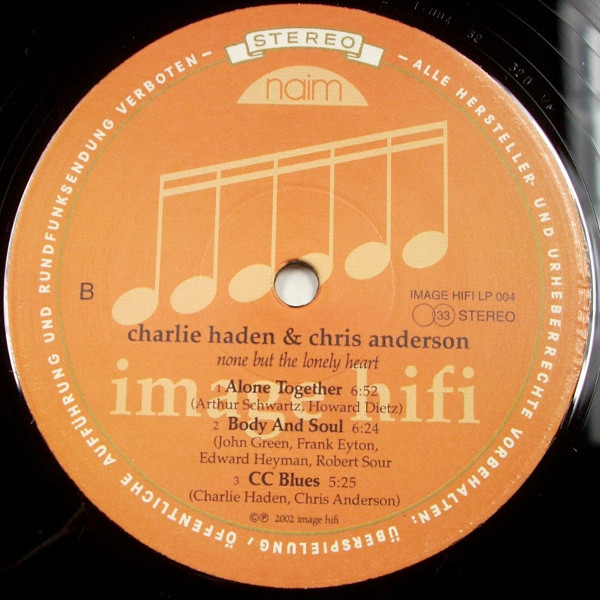 STEREO
naim
– ALLE HERSTELLER- UND URHEBERRECHTE VORBEHALTEN: ÜBERSPIELUNG, ÖFFENTLICHE AUFFÜHRUNG UND RUNDFUNKSENDUNG VERBOTEN –
B
IMAGE HIFI LP 004
33 STEREO
charlie haden & chris anderson
none but the lonely heart
image hifi
1 Alone Together 6:52
(Arthur Schwartz, Howard Dietz)
2 Body And Soul 6:24
(John Green, Frank Eyton,
Edward Heyman, Robert Sour
3 CC Blues 5:25
(Charlie Haden, Chris Anderson)
©℗ 2002 image hifi